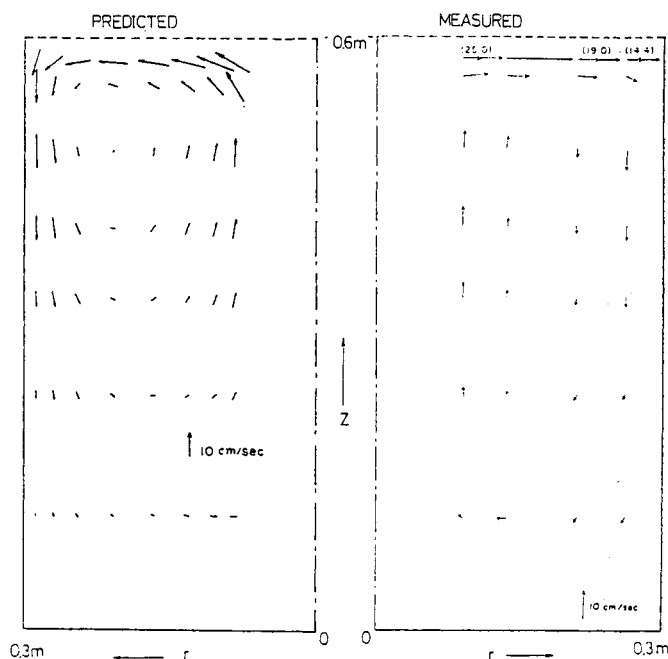 PREDICTED
MEASURED
0.6m
(25.0)
(19.0)
(14.4)
Z
10 cm/sec
10 cm/sec
0.3m
r
0
0
r
0.3m